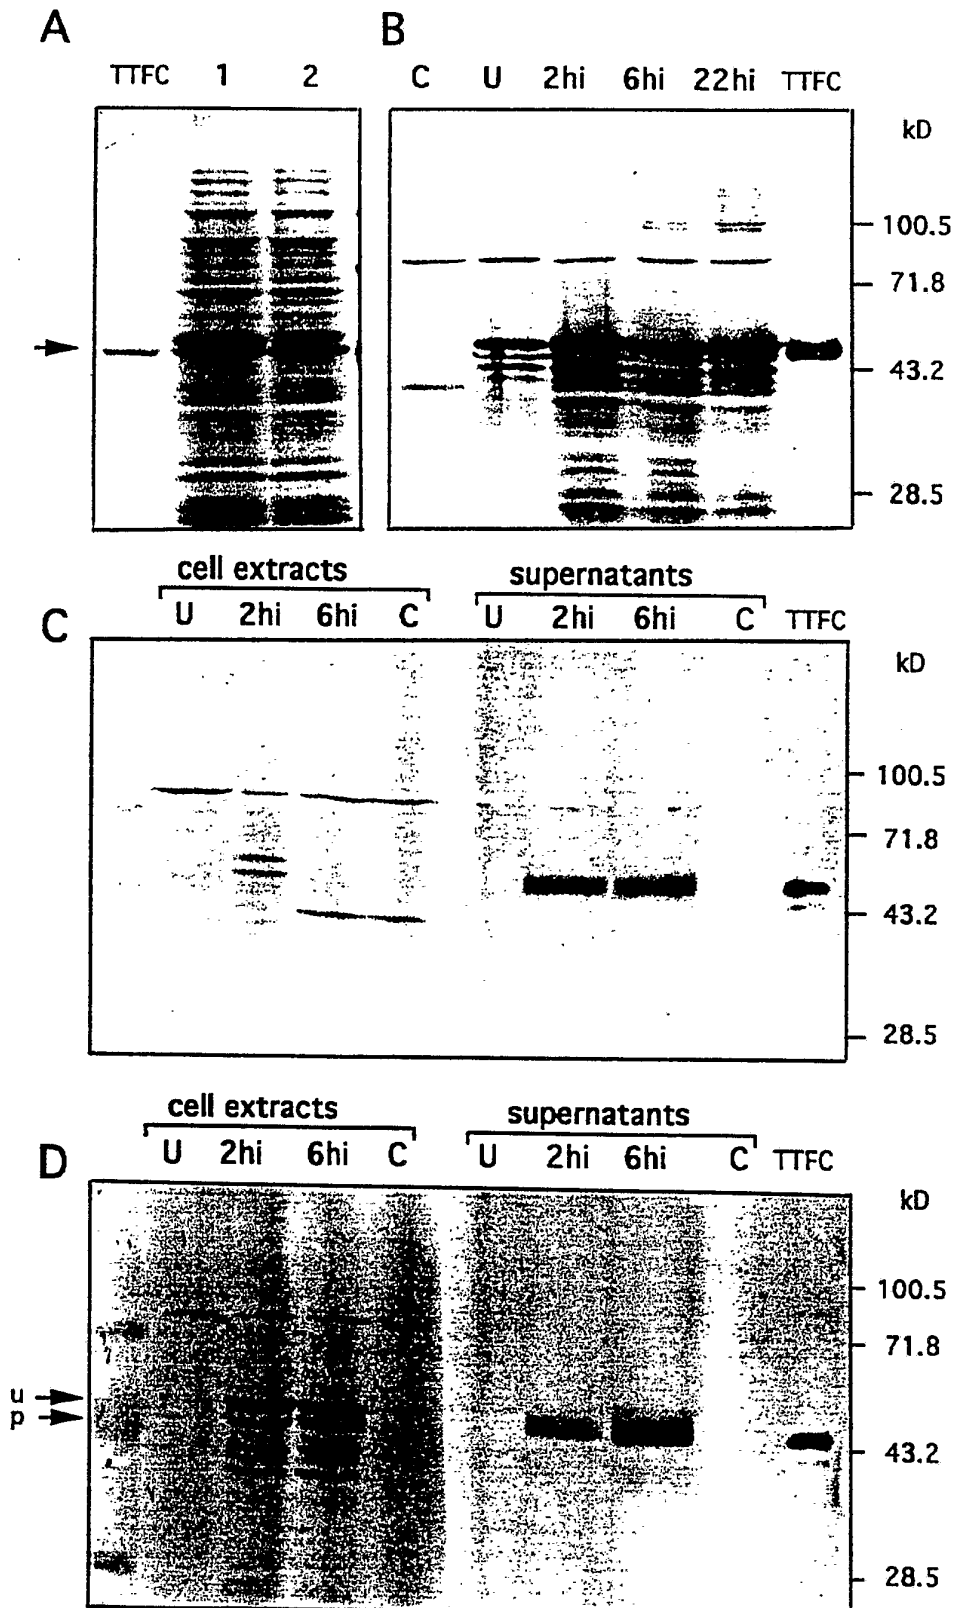 A
B
TTFC 1 2
C U 2hi 6hi 22hi TTFC
kD
100.5
71.8
43.2
28.5
cell extracts
supernatants
C
U 2hi 6hi C
U 2hi 6hi C TTFC
kD
100.5
71.8
43.2
28.5
cell extracts
supernatants
D
U 2hi 6hi C
U 2hi 6hi C TTFC
kD
100.5
71.8
u
p
43.2
28.5